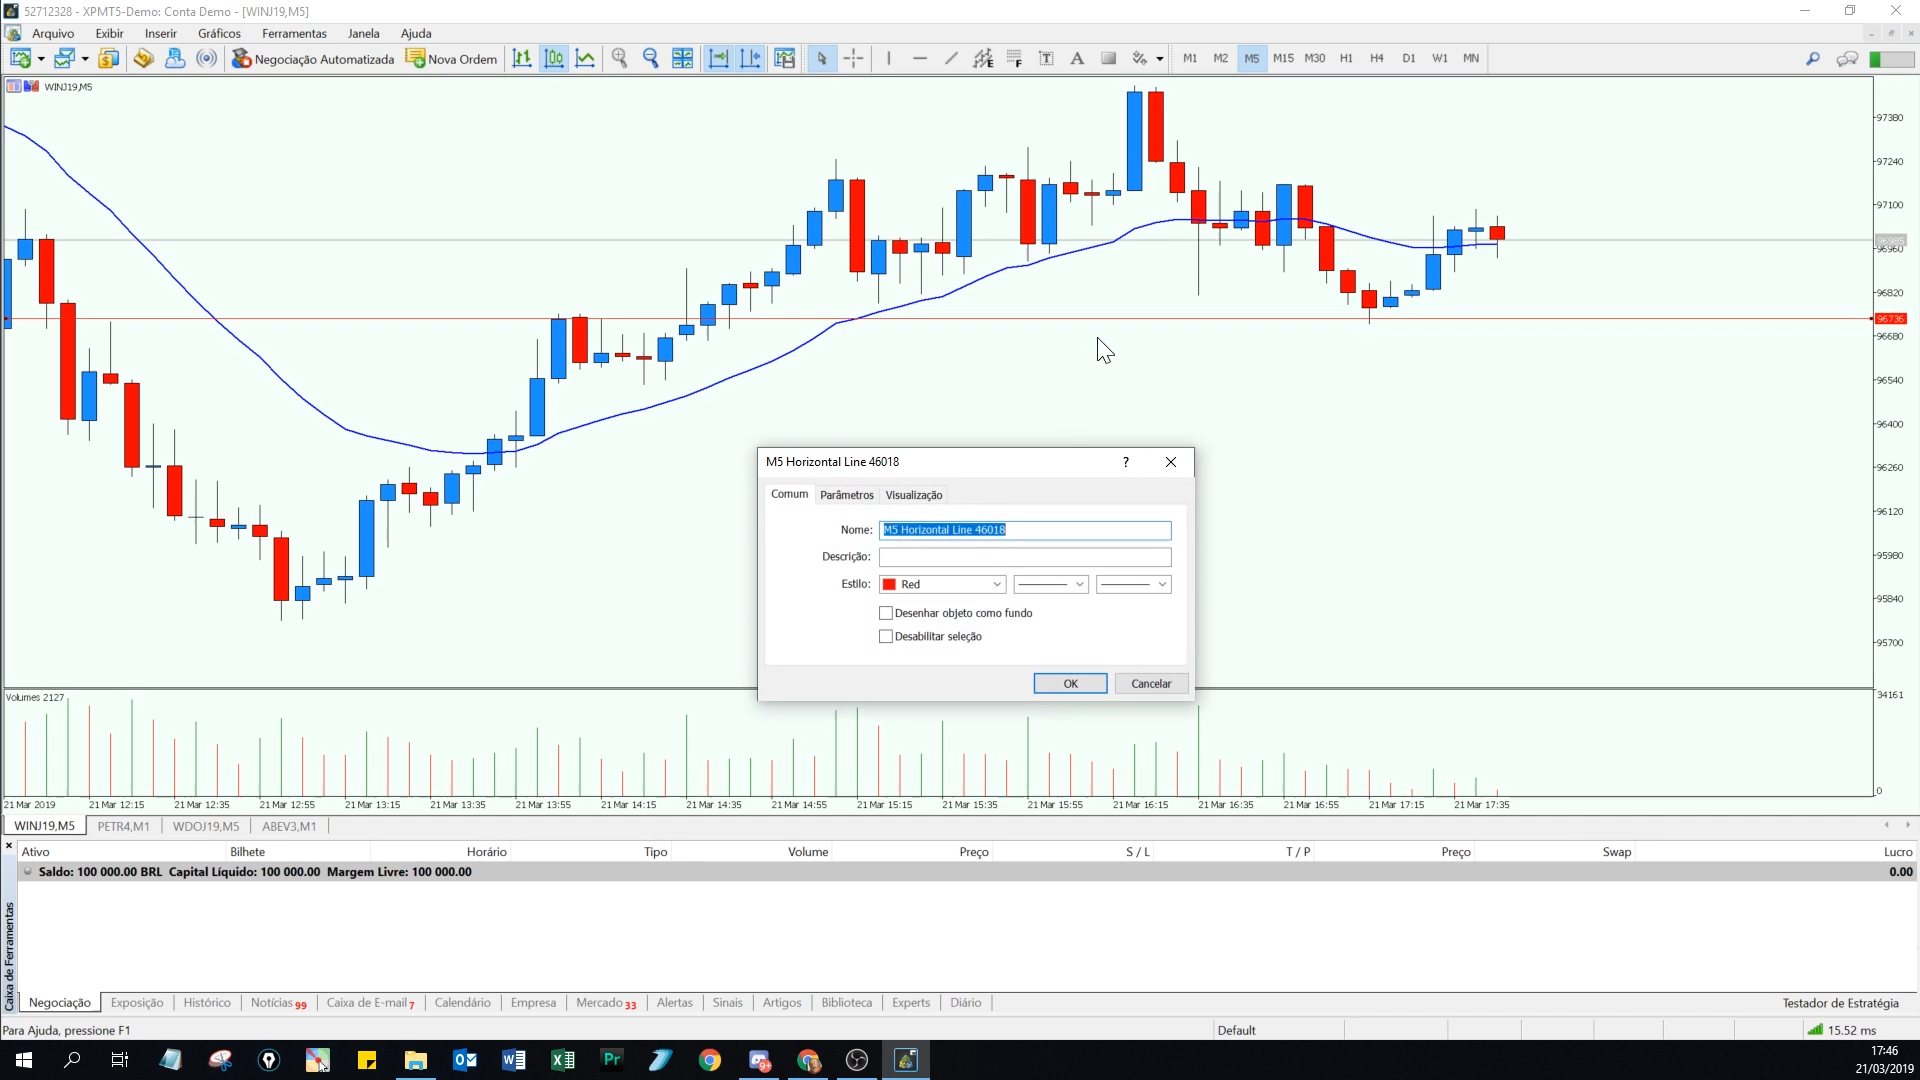 52712328 - XPMT5-Demo: Conta Demo - [WINJ19,M5]
Arquivo Exibir Inserir Gráficos Ferramentas Janela Ajuda
Negociação Automatizada Nova Ordem M1 M2 M5 M15 M30 H1 H4 D1 W1 MN
WINJ19,M5
97380
97240
97100
96985
96960
96820
96736
96680
96540
96400
96260
96120
95980
95840
95700
M5 Horizontal Line 46018 ?
Comum Parâmetros Visualização
Nome: M5 Horizontal Line 46018
Descrição:
Estilo: Red
Desenhar objeto como fundo
Desabilitar seleção
OK Cancelar
Volumes 2127
34161
0
21 Mar 2019 21 Mar 12:15 21 Mar 12:35 21 Mar 12:55 21 Mar 13:15 21 Mar 13:35 21 Mar 13:55 21 Mar 14:15 21 Mar 14:35 21 Mar 14:55 21 Mar 15:15 21 Mar 15:35 21 Mar 15:55 21 Mar 16:15 21 Mar 16:35 21 Mar 16:55 21 Mar 17:15 21 Mar 17:35
WINJ19,M5 PETR4,M1 WDOJ19,M5 ABEV3,M1
Ativo Bilhete Horário Tipo Volume Preço S / L T / P Preço Swap Lucro
Saldo: 100 000.00 BRL Capital Líquido: 100 000.00 Margem Livre: 100 000.00 0.00
Caixa de Ferramentas
Negociação Exposição Histórico Notícias 99 Caixa de E-mail 7 Calendário Empresa Mercado 33 Alertas Sinais Artigos Biblioteca Experts Diário Testador de Estratégia
Para Ajuda, pressione F1 Default 15.52 ms
Pr 9+
17:46
21/03/2019